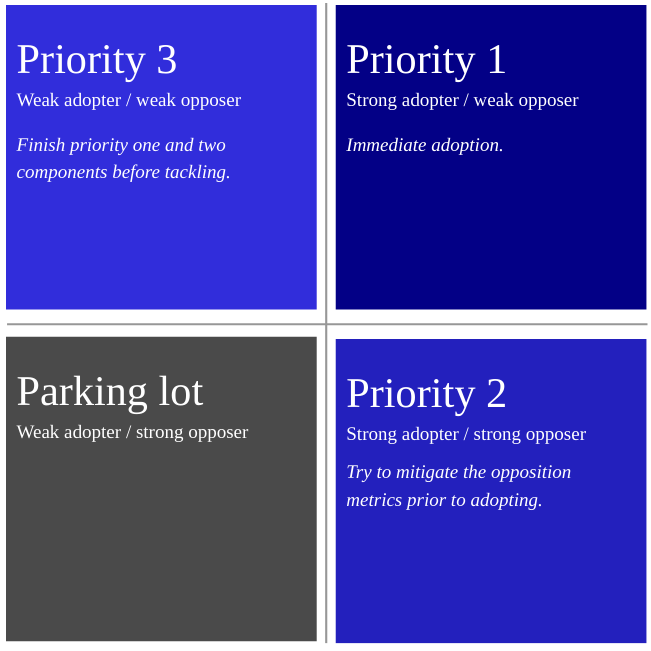 Priority 3
Weak adopter / weak opposer
Finish priority one and two
components before tackling.
Priority 1
Strong adopter / weak opposer
Immediate adoption.
Parking lot
Weak adopter / strong opposer
Priority 2
Strong adopter / strong opposer
Try to mitigate the opposition
metrics prior to adopting.